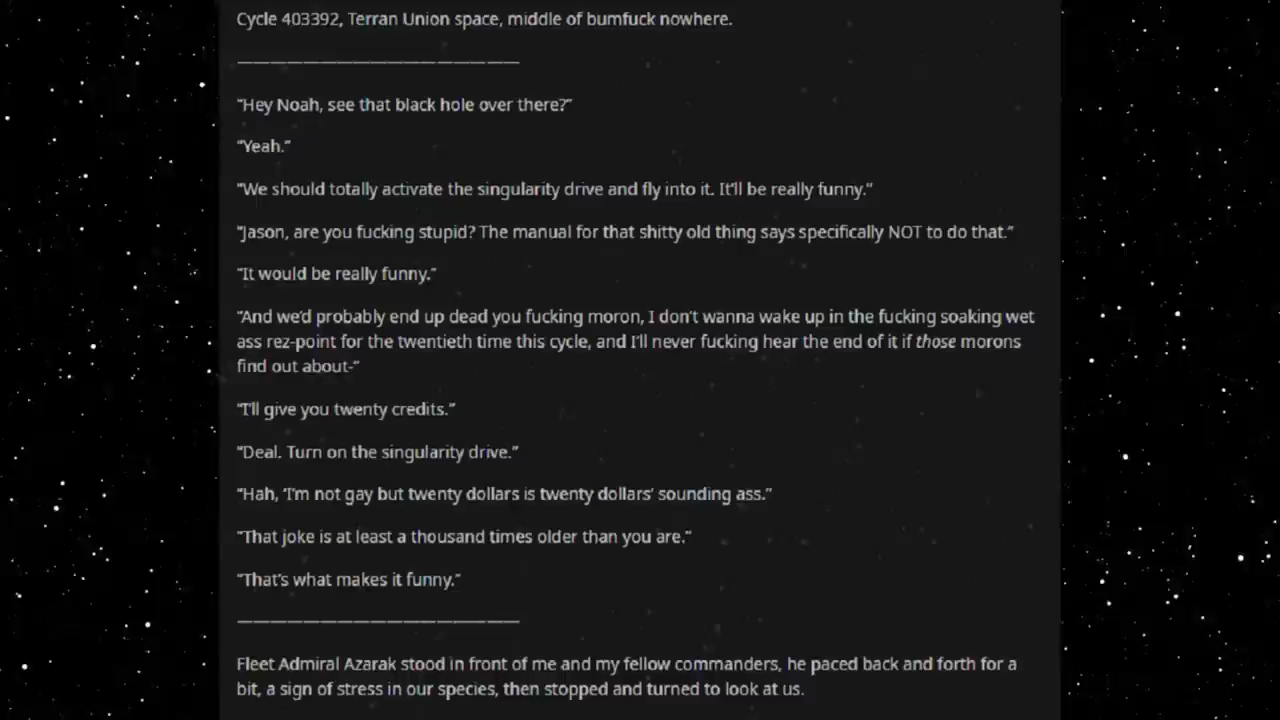 Cycle 403392, Terran Union space, middle of bumfuck nowhere.
——————————————————
“Hey Noah, see that black hole over there?”
“Yeah.”
“We should totally activate the singularity drive and fly into it. It’ll be really funny.”
“Jason, are you fucking stupid? The manual for that shitty old thing says specifically NOT to do that.”
“It would be really funny.”
“And we’d probably end up dead you fucking moron, I don’t wanna wake up in the fucking soaking wet
ass rez-point for the twentieth time this cycle, and I’ll never fucking hear the end of it if those morons
find out about-”
“I’ll give you twenty credits.”
“Deal. Turn on the singularity drive.”
“Hah, ‘I’m not gay but twenty dollars is twenty dollars’ sounding ass.”
“That joke is at least a thousand times older than you are.”
“That’s what makes it funny.”
——————————————————
Fleet Admiral Azarak stood in front of me and my fellow commanders, he paced back and forth for a
bit, a sign of stress in our species, then stopped and turned to look at us.